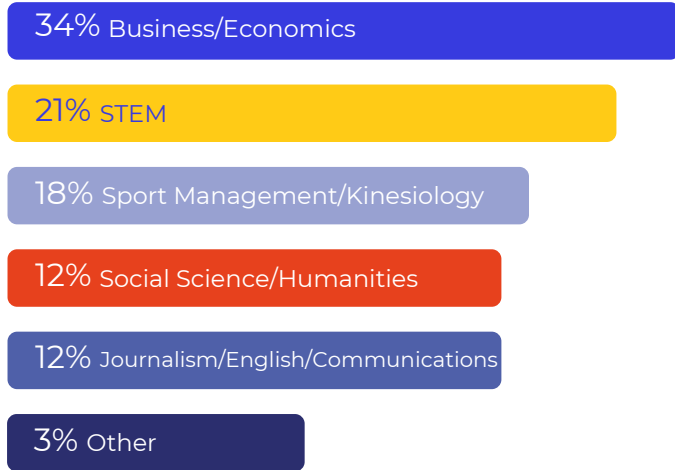 34% Business/Economics
21% STEM
18% Sport Management/Kinesiology
12% Social Science/Humanities
12% Journalism/English/Communications
3% Other